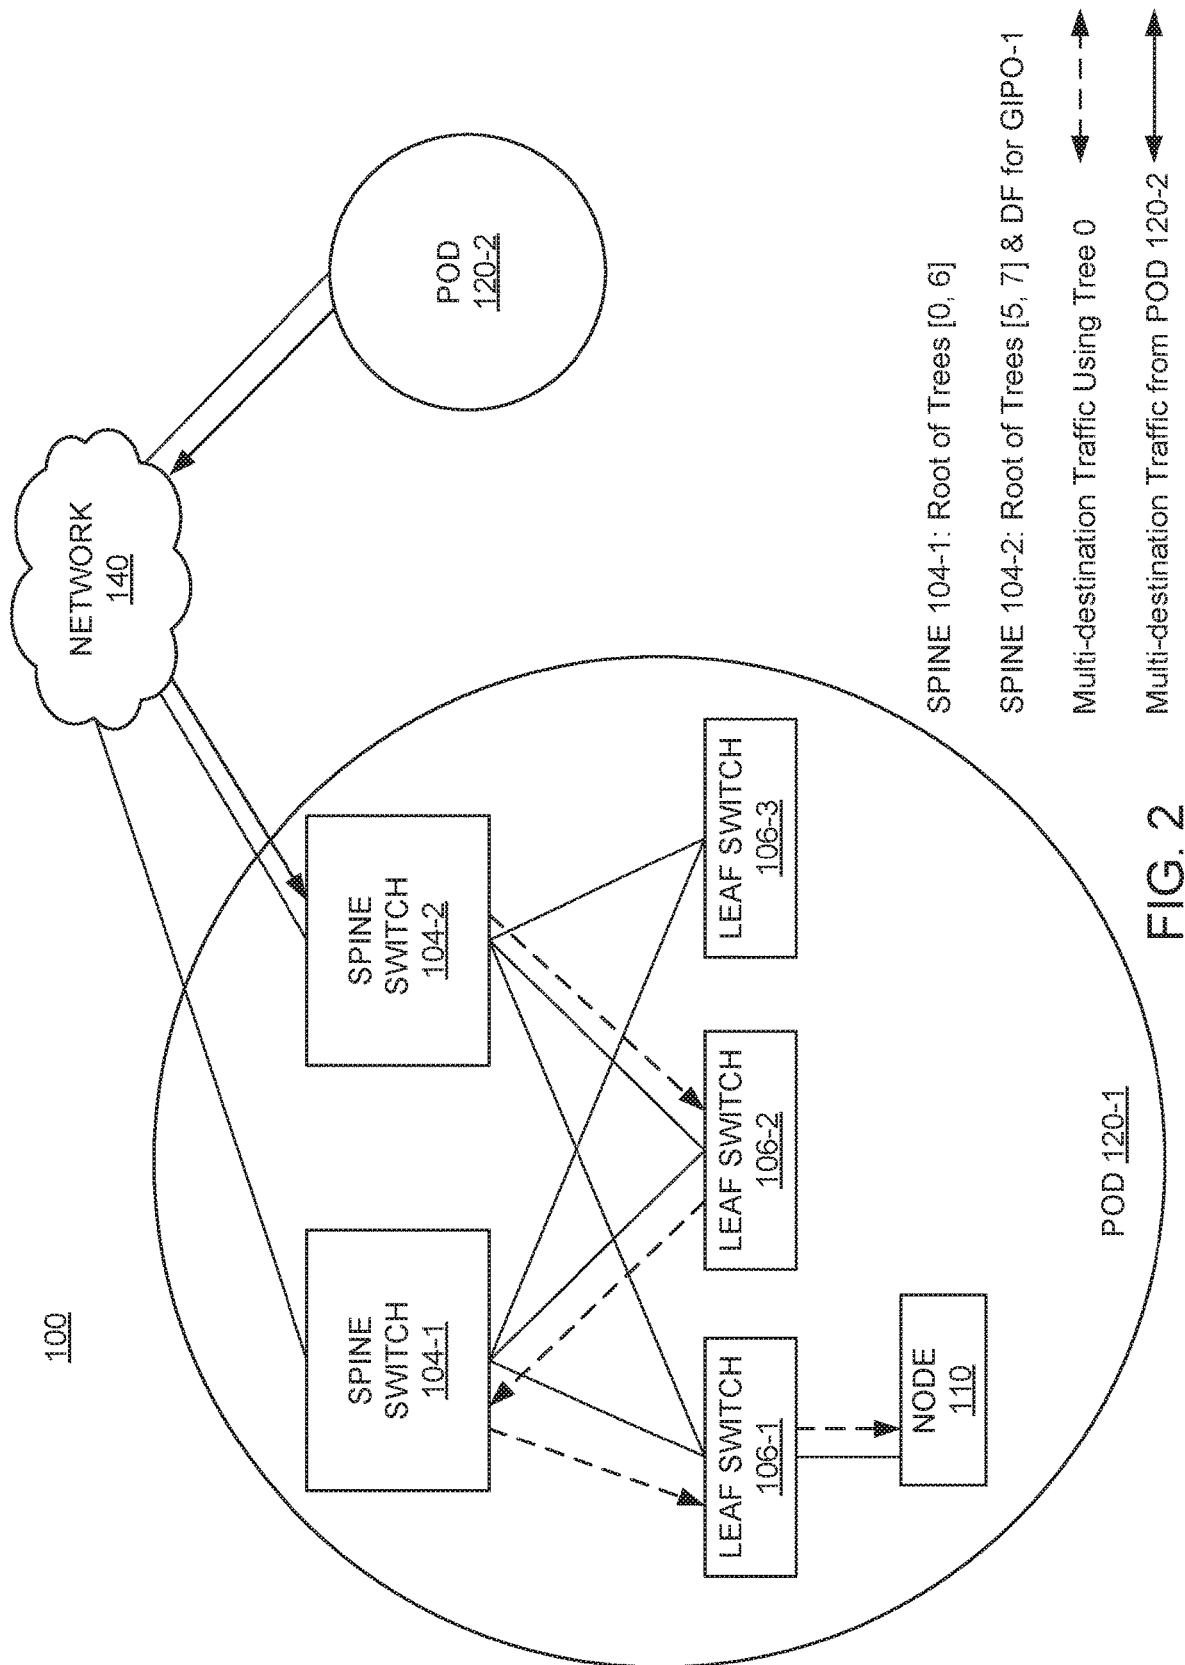 100
NETWORK
140
POD
120-2
SPINE
SWITCH
104-1
SPINE
SWITCH
104-2
LEAF SWITCH
106-1
LEAF SWITCH
106-2
LEAF SWITCH
106-3
NODE
110
POD 120-1
SPINE 104-1: Root of Trees [0, 6]
SPINE 104-2: Root of Trees [5, 7] & DF for GIPO-1
Multi-destination Traffic Using Tree 0
Multi-destination Traffic from POD 120-2
FIG. 2